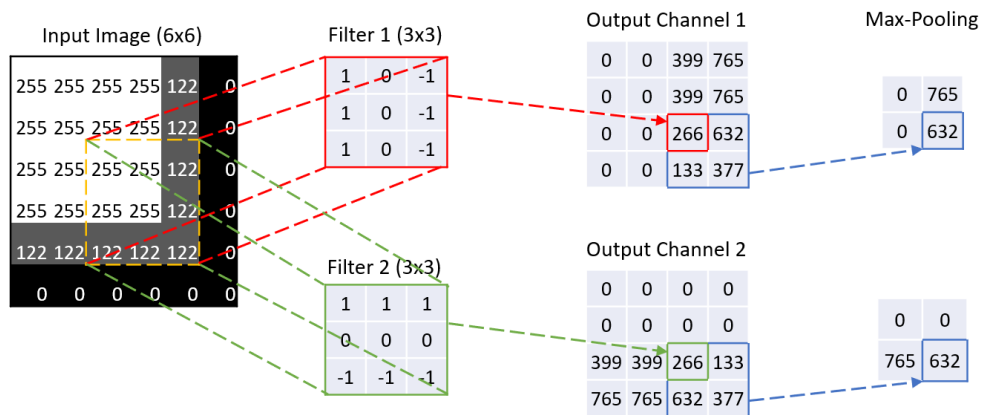 Input Image (6x6)
255 255 255 255 122 0
255 255 255 255 122 0
255 255 255 255 122 0
255 255 255 255 122 0
122 122 122 122 122 0
0 0 0 0 0 0
Filter 1 (3x3)
1 0 -1
1 0 -1
1 0 -1
Filter 2 (3x3)
1 1 1
0 0 0
-1 -1 -1
Output Channel 1
0 0 399 765
0 0 399 765
0 0 266 632
0 0 133 377
Output Channel 2
0 0 0 0
0 0 0 0
399 399 266 133
765 765 632 377
Max-Pooling
0 765
0 632
0 0
765 632